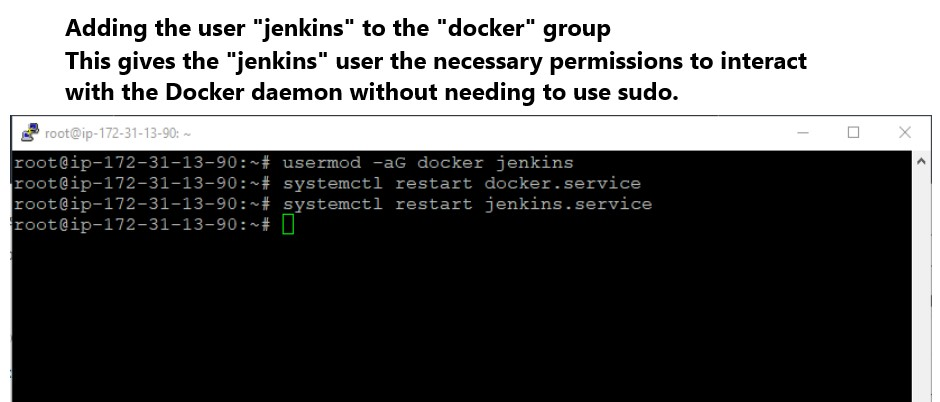 Adding the user "jenkins" to the "docker" group
This gives the "jenkins" user the necessary permissions to interact
with the Docker daemon without needing to use sudo.
root@ip-172-31-13-90: ~
root@ip-172-31-13-90:~# usermod -aG docker jenkins
root@ip-172-31-13-90:~# systemctl restart docker.service
root@ip-172-31-13-90:~# systemctl restart jenkins.service
root@ip-172-31-13-90:~#